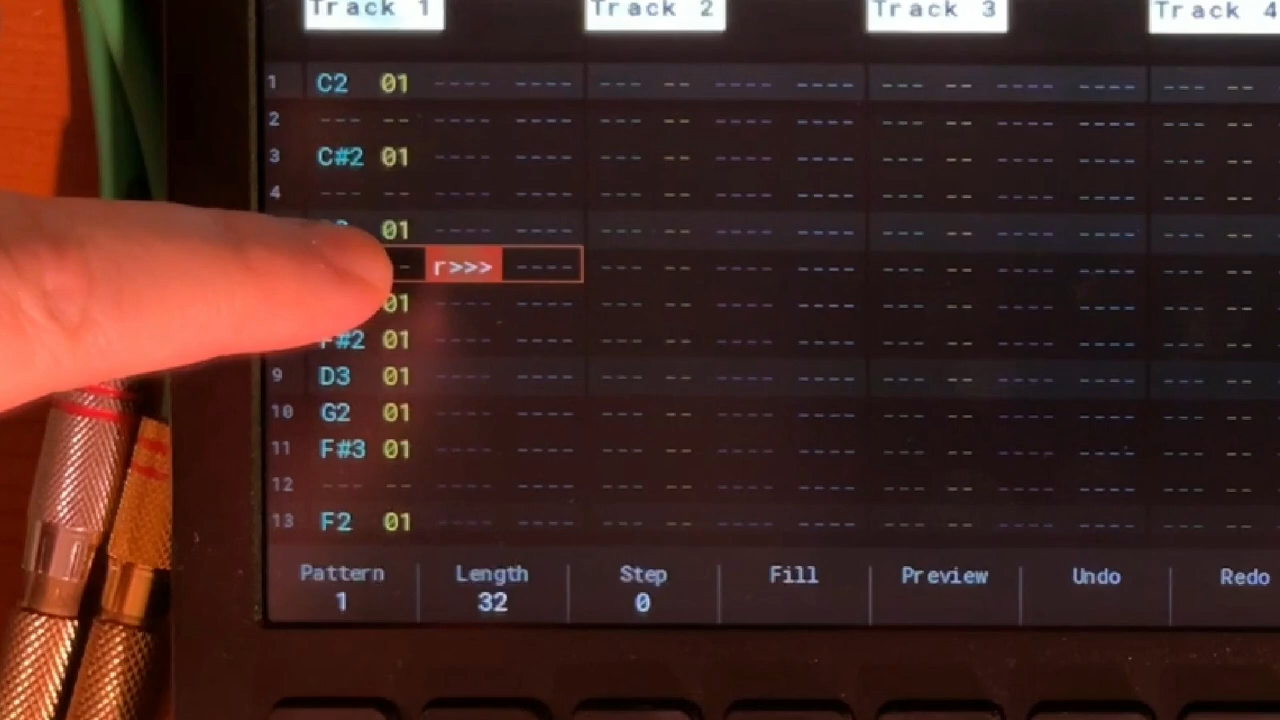 Track 1 Track 2 Track 3 Track 4
1 C2 01 ---- ---- --- -- ---- ---- --- -- ---- ---- --- --
2 --- -- ---- ---- --- -- ---- ---- --- -- ---- ---- --- --
3 C#2 01 ---- ---- --- -- ---- ---- --- -- ---- ---- --- --
4 --- -- ---- ---- --- -- ---- ---- --- -- ---- ---- --- --
01 ---- ---- --- -- ---- ---- --- -- ---- ---- --- --
- r>>> ---- --- -- ---- ---- --- -- ---- ---- --- --
01 ---- ---- --- -- ---- ---- --- -- ---- ---- --- --
F#2 01 ---- ---- --- -- ---- ---- --- -- ---- ---- --- --
9 D3 01 ---- ---- --- -- ---- ---- --- -- ---- ---- --- --
10 G2 01 ---- ---- --- -- ---- ---- --- -- ---- ---- --- --
11 F#3 01 ---- ---- --- -- ---- ---- --- -- ---- ---- --- --
12 --- -- ---- ---- --- -- ---- ---- --- -- ---- ---- --- --
13 F2 01 ---- ---- --- -- ---- ---- --- -- ---- ---- --- --
Pattern Length Step Fill Preview Undo Redo
1 32 0